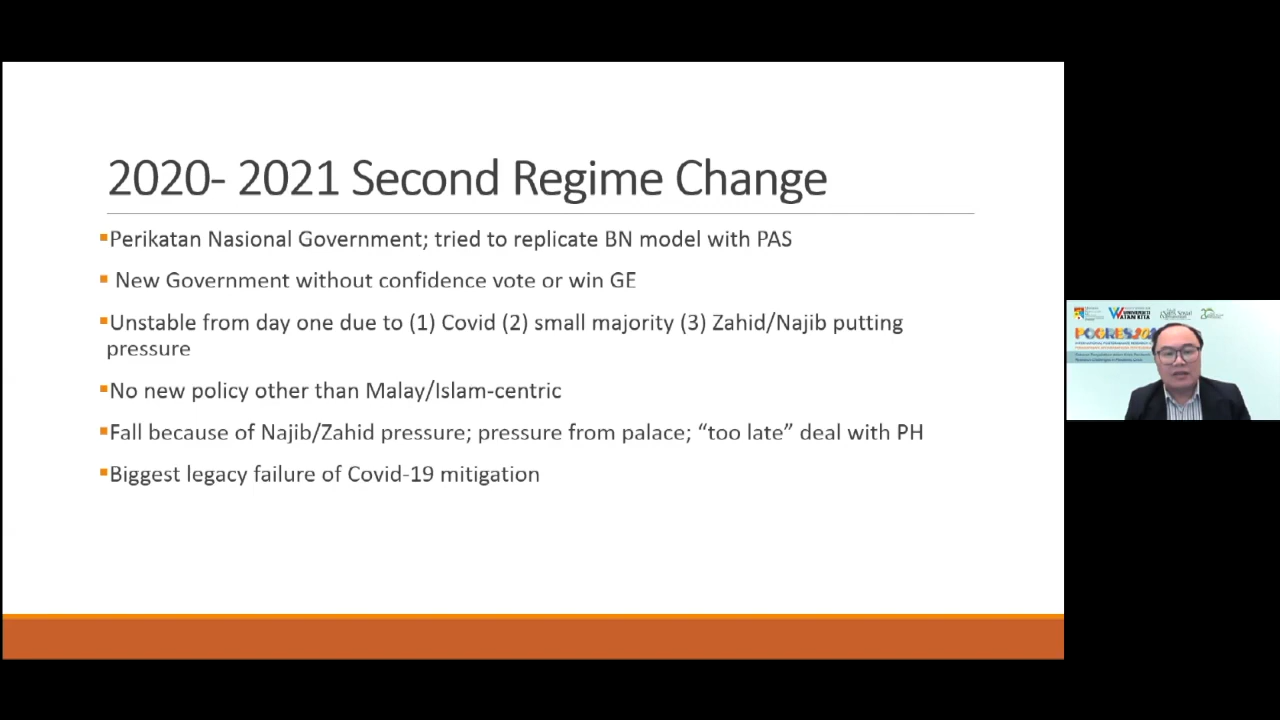 2020- 2021 Second Regime Change
Perikatan Nasional Government; tried to replicate BN model with PAS
New Government without confidence vote or win GE
Unstable from day one due to (1) Covid (2) small majority (3) Zahid/Najib putting
pressure
No new policy other than Malay/Islam-centric
Fall because of Najib/Zahid pressure; pressure from palace; “too late” deal with PH
Biggest legacy failure of Covid-19 mitigation